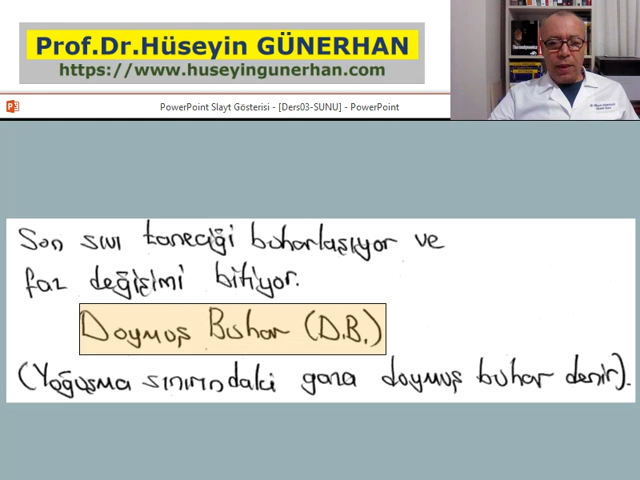 Prof.Dr.Hüseyin GÜNERHAN
https://www.huseyingunerhan.com
PowerPoint Slayt Gösterisi - [Ders03-SUNU] - PowerPoint
Son sıvı taneciği buharlaşıyor ve
faz değişimi bitiyor.
Doymuş Buhar (D.B.)
(Yoğuşma sınırındaki gaza doymuş buhar denir).